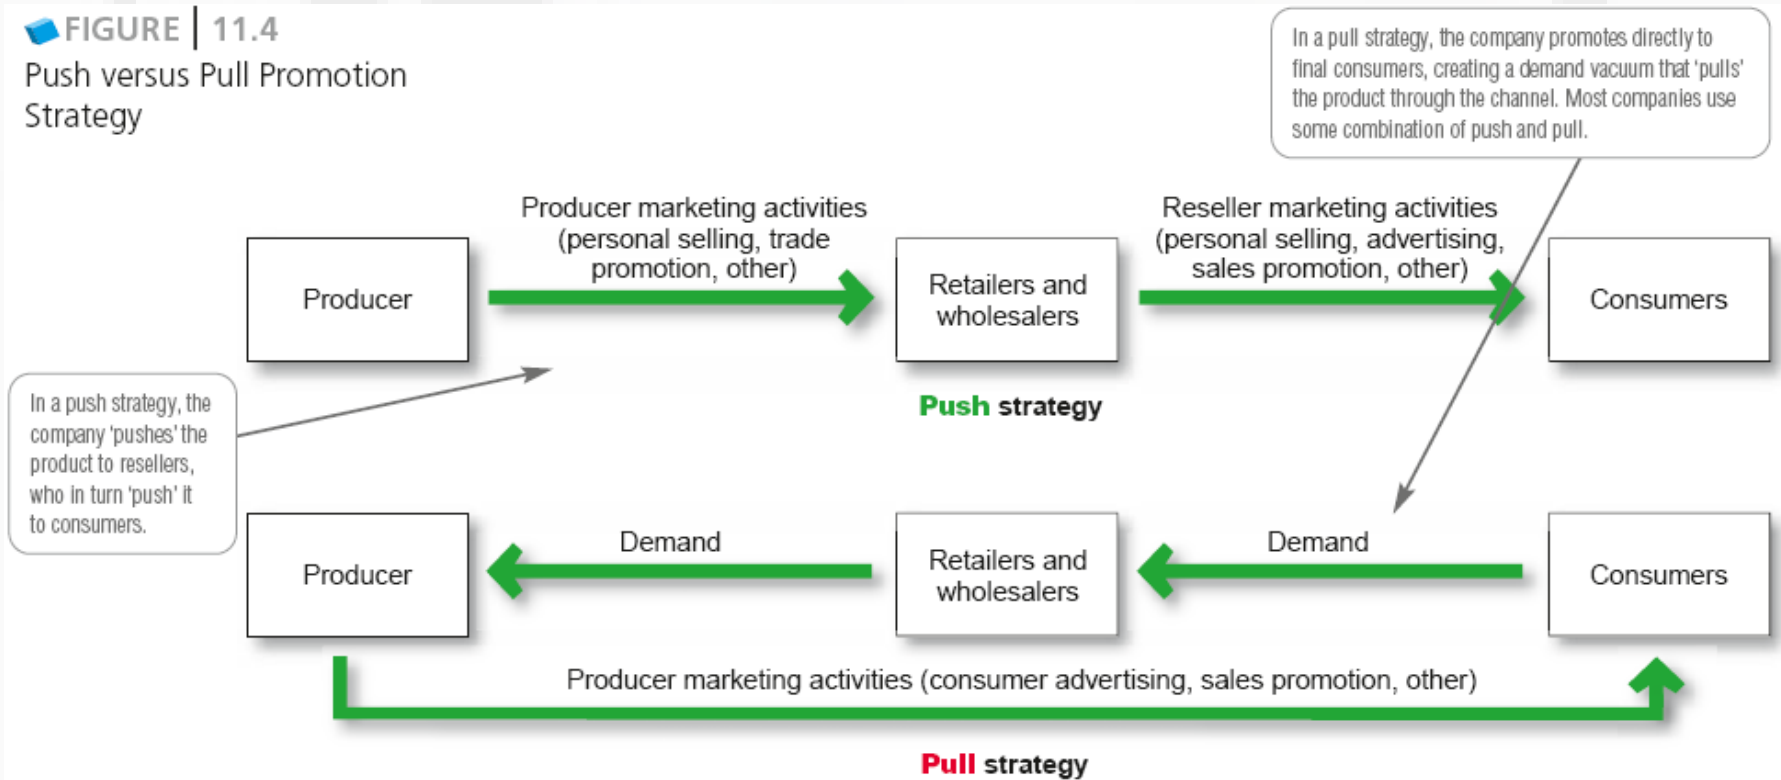 FIGURE | 11.4
Push versus Pull Promotion
Strategy
In a pull strategy, the company promotes directly to
final consumers, creating a demand vacuum that ‘pulls’
the product through the channel. Most companies use
some combination of push and pull.
Producer marketing activities
(personal selling, trade
promotion, other)
Reseller marketing activities
(personal selling, advertising,
sales promotion, other)
Producer
Retailers and
wholesalers
Consumers
In a push strategy, the
company ‘pushes’ the
product to resellers,
who in turn ‘push’ it
to consumers.
Push strategy
Demand
Demand
Producer
Retailers and
wholesalers
Consumers
Producer marketing activities (consumer advertising, sales promotion, other)
Pull strategy